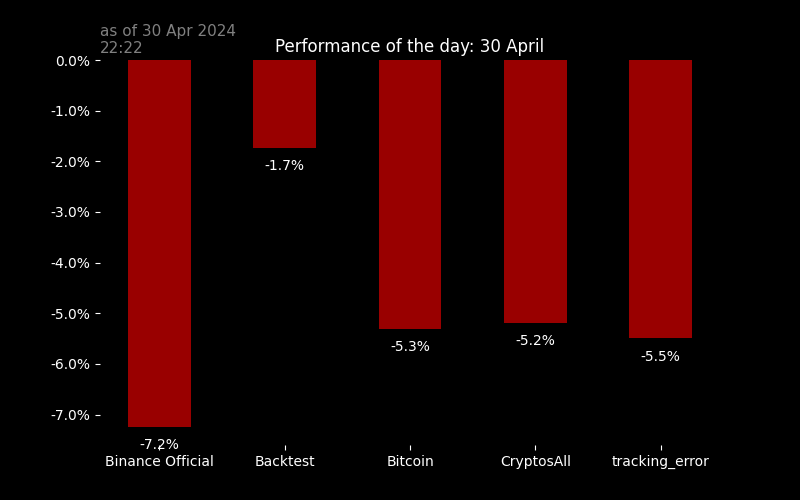 as of 30 Apr 2024
22:22
Performance of the day: 30 April
0.0%
-1.0%
-2.0%
-3.0%
-4.0%
-5.0%
-6.0%
-7.0%
-7.2%
-1.7%
-5.3%
-5.2%
-5.5%
Binance Official
Backtest
Bitcoin
CryptosAll
tracking_error